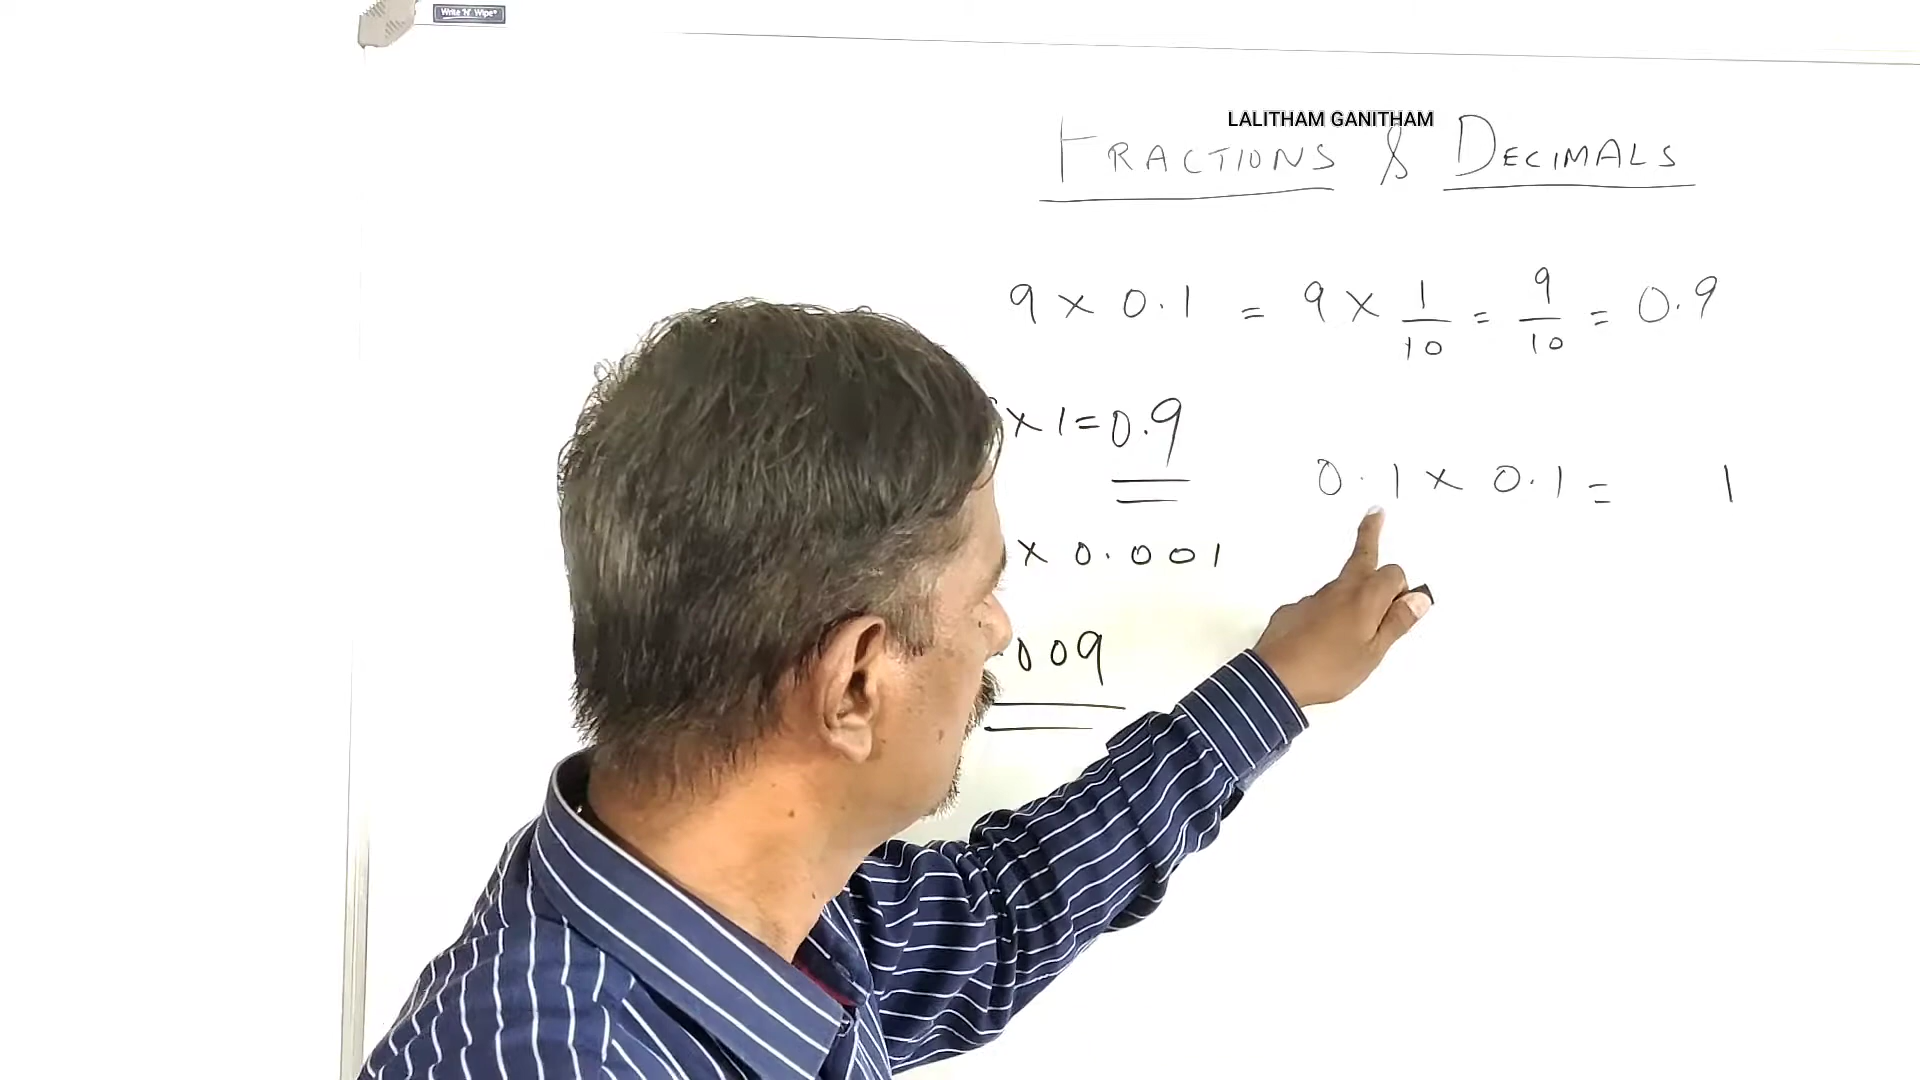 Write 'N' Wipe
LALITHAM GANITHAM
FRACTIONS & DECIMALS
9 × 0.1 = 9 × 1/10 = 9/10 = 0.9
× 1 = 0.9
0.1 × 0.1 = 1
× 0.001
009